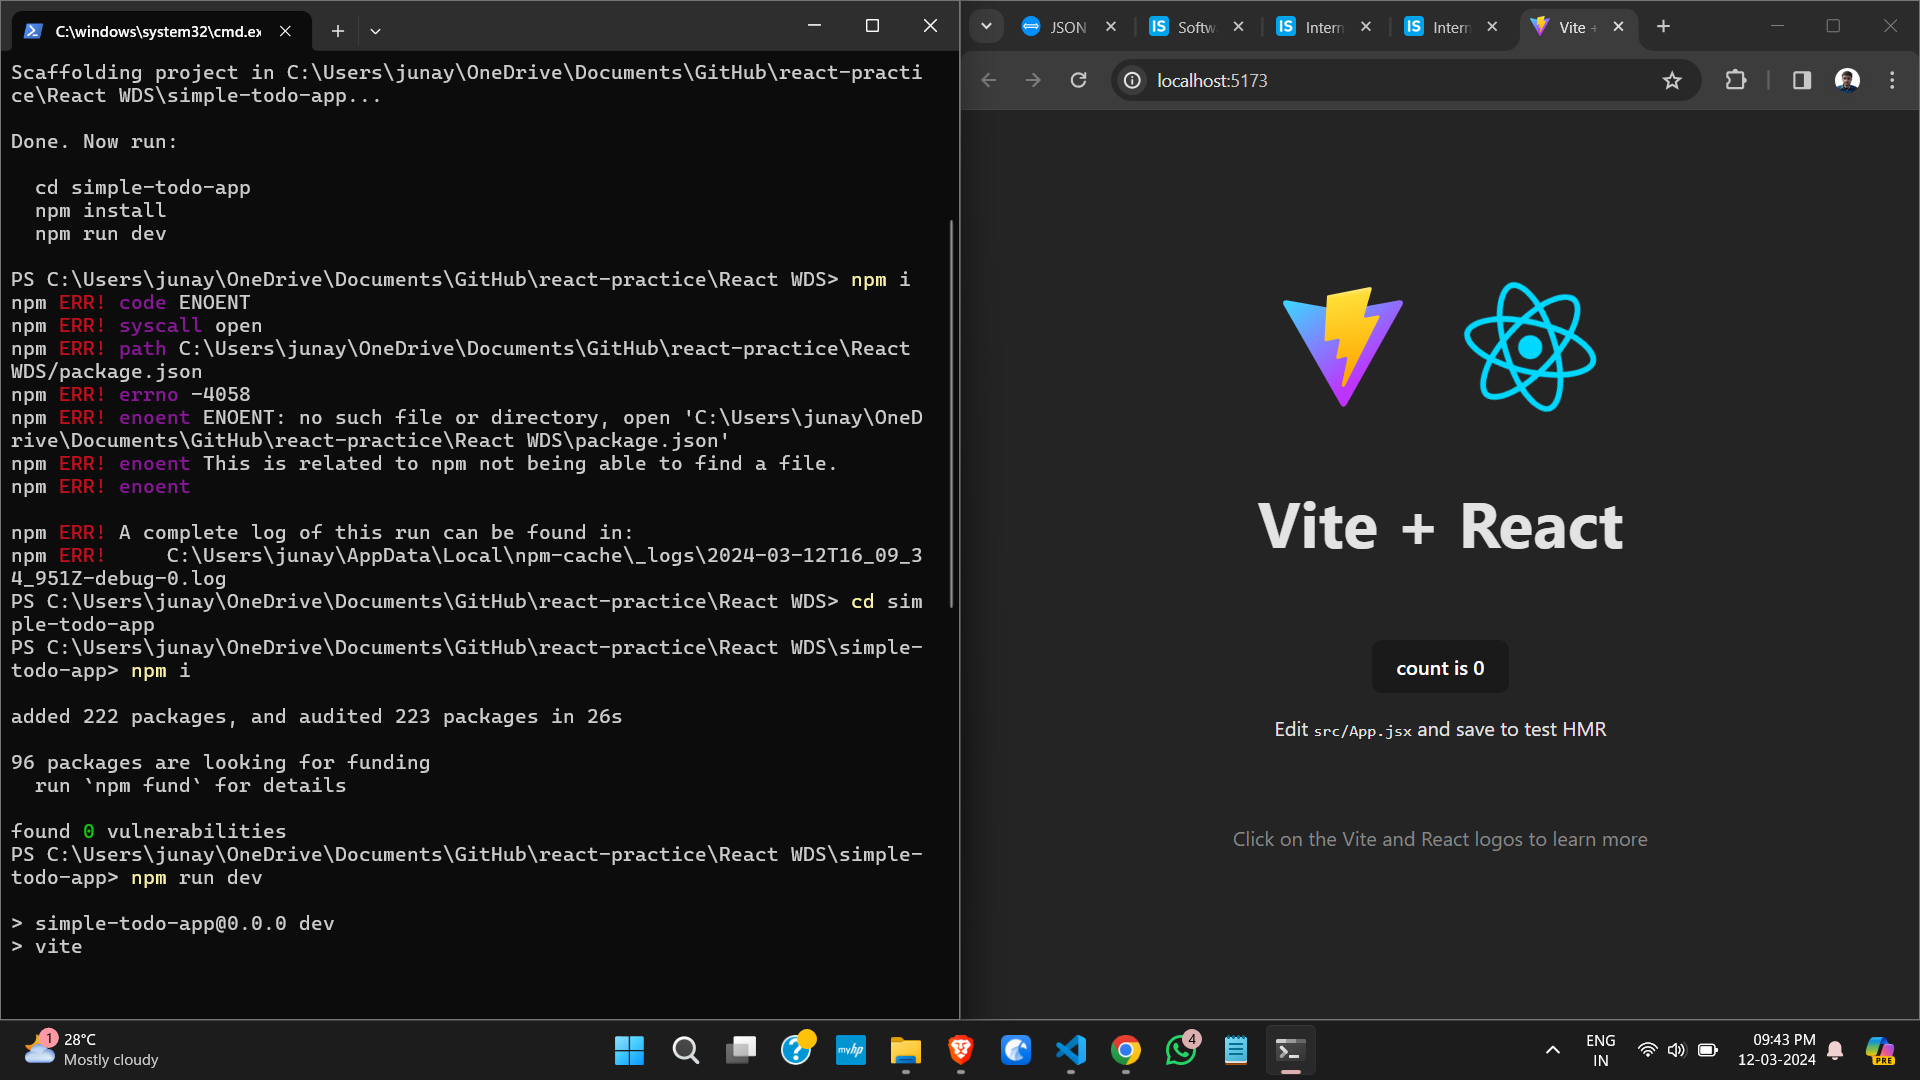 C:\windows\system32\cmd.ex
Scaffolding project in C:\Users\junay\OneDrive\Documents\GitHub\react-practi
ce\React WDS\simple-todo-app...
Done. Now run:
cd simple-todo-app
npm install
npm run dev
PS C:\Users\junay\OneDrive\Documents\GitHub\react-practice\React WDS> npm i
npm ERR! code ENOENT
npm ERR! syscall open
npm ERR! path C:\Users\junay\OneDrive\Documents\GitHub\react-practice\React
WDS/package.json
npm ERR! errno -4058
npm ERR! enoent ENOENT: no such file or directory, open 'C:\Users\junay\OneD
rive\Documents\GitHub\react-practice\React WDS\package.json'
npm ERR! enoent This is related to npm not being able to find a file.
npm ERR! enoent
npm ERR! A complete log of this run can be found in:
npm ERR!     C:\Users\junay\AppData\Local\npm-cache\_logs\2024-03-12T16_09_3
4_951Z-debug-0.log
PS C:\Users\junay\OneDrive\Documents\GitHub\react-practice\React WDS> cd sim
ple-todo-app
PS C:\Users\junay\OneDrive\Documents\GitHub\react-practice\React WDS\simple-
todo-app> npm i
added 222 packages, and audited 223 packages in 26s
96 packages are looking for funding
run `npm fund` for details
found 0 vulnerabilities
PS C:\Users\junay\OneDrive\Documents\GitHub\react-practice\React WDS\simple-
todo-app> npm run dev
> simple-todo-app@0.0.0 dev
> vite
JSON IS Softw IS Intern IS Intern Vite +
localhost:5173
Vite + React
count is 0
Edit src/App.jsx and save to test HMR
Click on the Vite and React logos to learn more
1 28°C
Mostly cloudy
myhp
4
ENG
IN
09:43 PM
12-03-2024
PRE